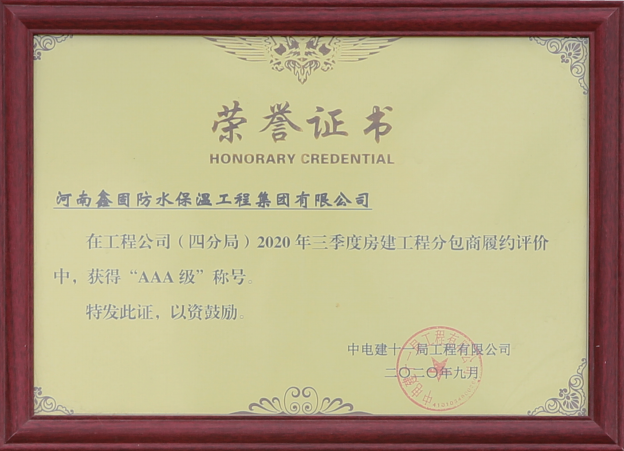 荣誉证书
HONORARY CREDENTIAL
河南鑫固防水保温工程集团有限公司
在工程公司（四分局）2020年三季度房建工程分包商履约评价
中，获得“AAA级”称号。
特发此证，以资鼓励。
中电建十一局工程有限公司
二〇二〇年九月